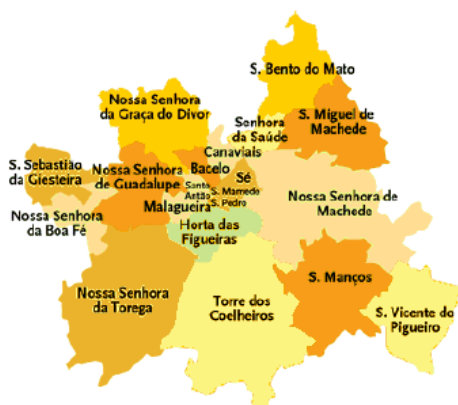 S. Bento do Mato
Nossa Senhora
da Graça do Divor
S. Miguel de
Machede
Senhora
da Saúde
Canaviais
S. Sebastião
da Giesteira
Nossa Senhora
de Guadalupe
Bacelo
Sé
Santo
Antão
S. Mamede
S. Pedro
Nossa Senhora de
Machede
Malagueira
Nossa Senhora
da Boa Fé
Horta das
Figueiras
S. Manços
Nossa Senhora
da Torega
Torre dos
Coelheiros
S. Vicente do
Pigueiro